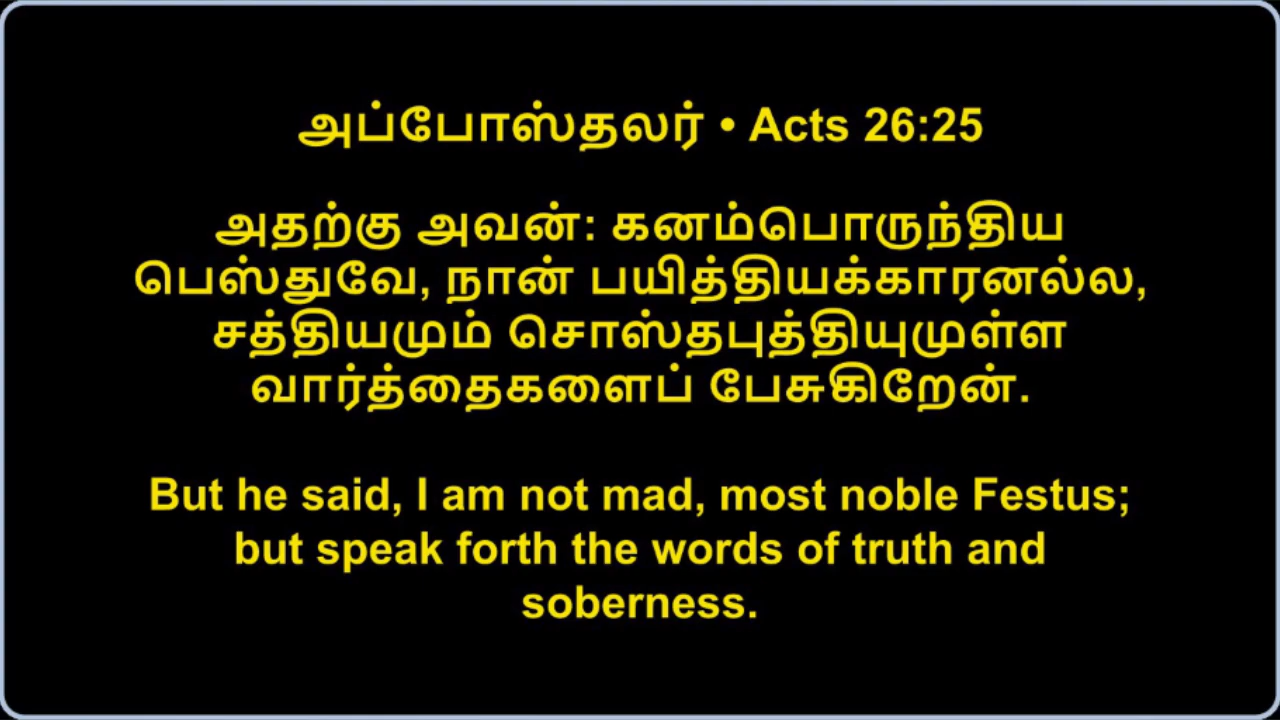 அப்போஸ்தலர் • Acts 26:25
அதற்கு அவன்: கனம்பொருந்திய
பெஸ்துவே, நான் பயித்தியக்காரனல்ல,
சத்தியமும் சொஸ்தபுத்தியுமுள்ள
வார்த்தைகளைப் பேசுகிறேன்.
But he said, I am not mad, most noble Festus;
but speak forth the words of truth and
soberness.